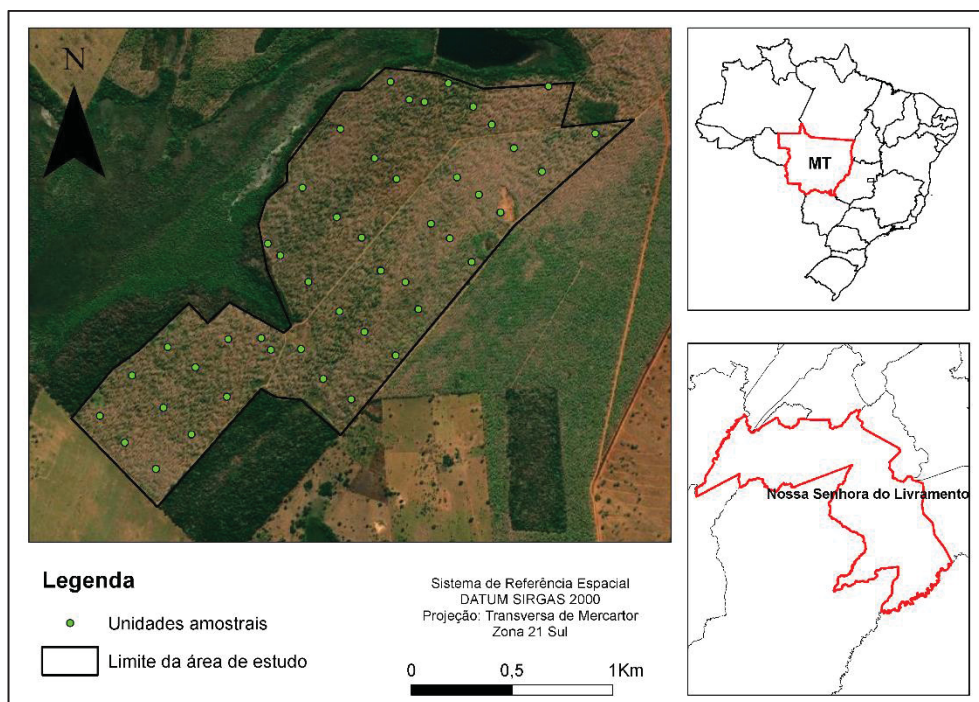 N
MT
Nossa Senhora do Livramento
Legenda
Unidades amostrais
Limite da área de estudo
Sistema de Referência Espacial
DATUM SIRGAS 2000
Projeção: Transversa de Mercartor
Zona 21 Sul
0 0,5 1Km